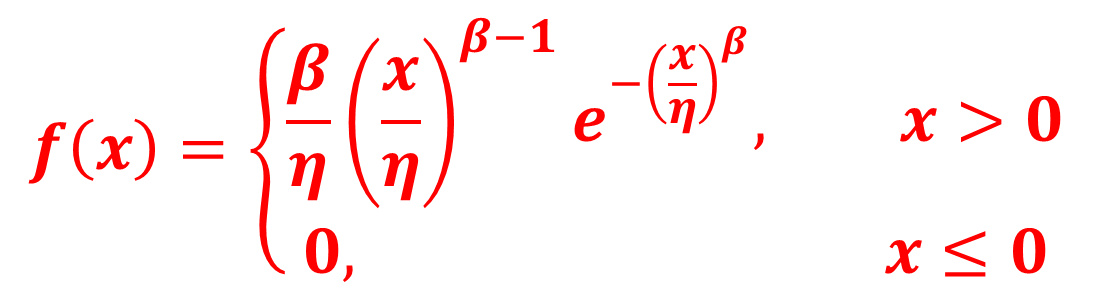 f(x) = { β/η (x/η)^(β−1) e^(−(x/η)^β), x > 0
0, x ≤ 0